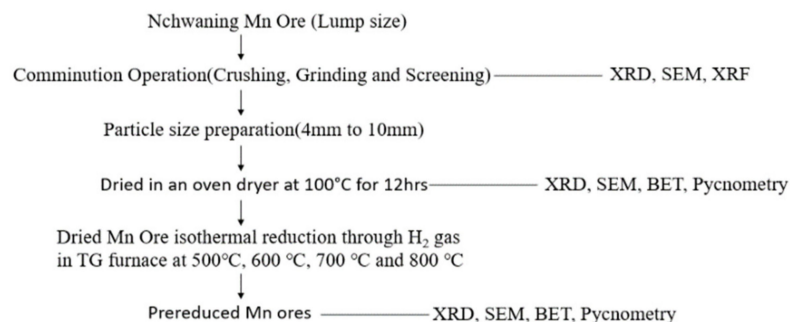 Nchwaning Mn Ore (Lump size)
Comminution Operation(Crushing, Grinding and Screening) XRD, SEM, XRF
Particle size preparation(4mm to 10mm)
Dried in an oven dryer at 100°C for 12hrs XRD, SEM, BET, Pycnometry
Dried Mn Ore isothermal reduction through H₂ gas
in TG furnace at 500°C, 600 °C, 700 °C and 800 °C
Prereduced Mn ores XRD, SEM, BET, Pycnometry